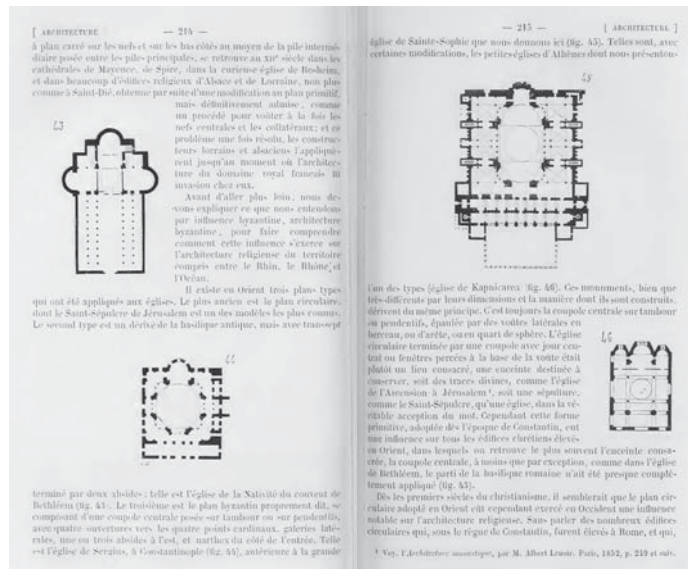 [ ARCHITECTURE — 214 —
à plan carré sur les nefs et sur les bas côtés au moyen de la pile intermé-
diaire posée entre les piles principales, se retrouve au XIIe siècle dans les
cathédrales de Mayence, de Spire, dans la curieuse église de Rosheim,
et dans beaucoup d'édifices religieux d'Alsace et de Lorraine, non plus
comme à Saint-Dié, obtenue par suite d'une modification au plan primitif,
mais définitivement admise, comme
un procédé pour voûter à la fois les
nefs centrales et les collatéraux; et ce
problème une fois résolu, les construc-
teurs lorrains et alsaciens l'appliquè-
rent jusqu'au moment où l'architec-
ture du domaine royal français fit
invasion chez eux.
Avant d'aller plus loin, nous de-
vons expliquer ce que nous entendons
par influence byzantine, architecture
byzantine, pour faire comprendre
comment cette influence s'exerce sur
l'architecture religieuse du territoire
compris entre le Rhin, le Rhône et
l'Océan.
43
Il existe en Orient trois plans types
qui ont été appliqués aux églises. Le plus ancien est le plan circulaire,
dont le Saint-Sépulcre de Jérusalem est un des modèles les plus connus.
Le second type est un dérivé de la basilique antique, mais avec transsept
44
terminé par deux absides: telle est l'église de la Nativité du couvent de
Bethléem (fig. 43). Le troisième est le plan byzantin proprement dit, se
composant d'une coupole centrale posée sur tambour ou sur pendentifs,
avec quatre ouvertures vers les quatre points cardinaux, galeries laté-
rales, une ou trois absides à l'est, et narthex du côté de l'entrée. Telle
est l'église de Sergius, à Constantinople (fig. 44), antérieure à la grande
— 215 — [ ARCHITECTURE ]
église de Sainte-Sophie que nous donnons ici (fig. 45). Telles sont, avec
certaines modifications, les petites églises d'Athènes dont nous présentons
l'un des types (église de Kapnicarea (fig. 46). Ces monuments, bien que
très-différents par leurs dimensions et la manière dont ils sont construits,
dérivent du même principe. C'est toujours la coupole centrale sur tambour
ou pendentifs, épaulée par des voûtes latérales en
berceau, ou d'arête, ou en quart de sphère. L'église
circulaire terminée par une coupole avec jour cen-
tral ou fenêtres percées à la base de la voûte était
plutôt un lieu consacré, une enceinte destinée à
conserver, soit des traces divines, comme l'église
de l'Ascension à Jérusalem ¹, soit une sépulture,
comme le Saint-Sépulcre, qu'une église, dans la vé-
ritable acception du mot. Cependant cette forme
primitive, adoptée dès l'époque de Constantin, eut
une influence sur tous les édifices chrétiens élevés
46
en Orient, dans lesquels on retrouve le plus souvent l'enceinte consa-
crée, la coupole centrale, à moins que par exception, comme dans l'église
de Bethléem, le parti de la basilique romaine n'ait été presque complé-
tement appliqué (fig. 43).
Dès les premiers siècles du christianisme, il semblerait que le plan cir-
culaire adopté en Orient eût cependant exercé en Occident une influence
notable sur l'architecture religieuse. Sans parler des nombreux édifices
circulaires qui, sous le règne de Constantin, furent élevés à Rome, et qui,
¹ Voy. l'Architecture monastique, par M. Albert Lenoir. Paris, 1852, p. 249 et suiv.